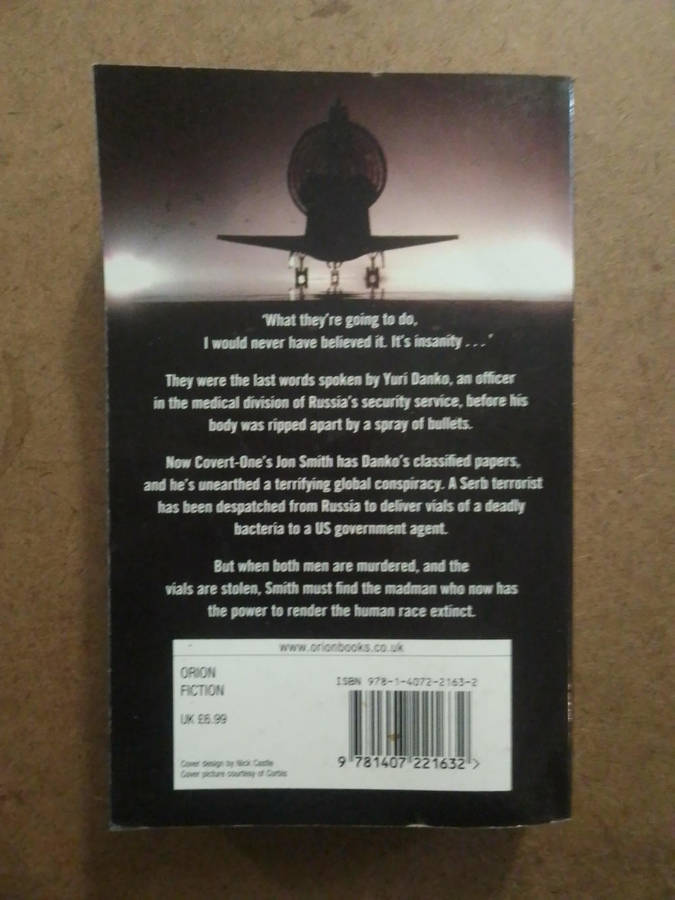 'What they're going to do,
I would never have believed it. It's insanity . . . '
They were the last words spoken by Yuri Danko, an officer
in the medical division of Russia's security service, before his
body was ripped apart by a spray of bullets.
Now Covert-One's Jon Smith has Danko's classified papers,
and he's unearthed a terrifying global conspiracy. A Serb terrorist
has been despatched from Russia to deliver vials of a deadly
bacteria to a US government agent.
But when both men are murdered, and the
vials are stolen, Smith must find the madman who now has
the power to render the human race extinct.
www.orionbooks.co.uk
ORION
FICTION
UK £6.99
Cover design by Nick Castle
Cover picture courtesy of Corbis
ISBN 978-1-4072-2163-2
9 781407 221632 >